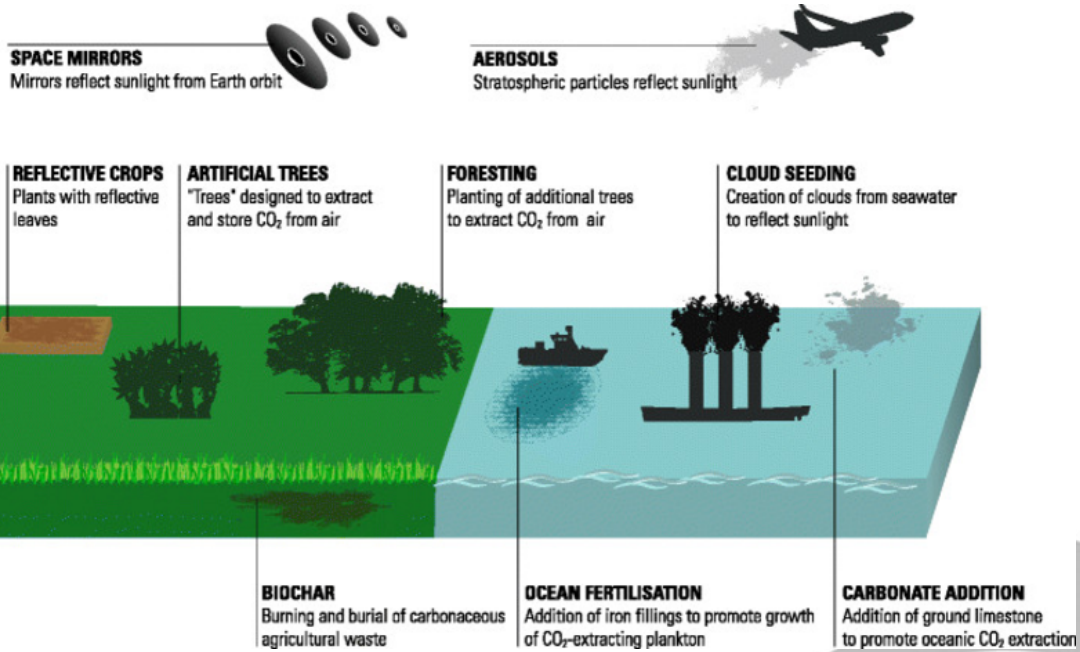 SPACE MIRRORS
Mirrors reflect sunlight from Earth orbit
AEROSOLS
Stratospheric particles reflect sunlight
REFLECTIVE CROPS
Plants with reflective
leaves
ARTIFICIAL TREES
"Trees" designed to extract
and store CO₂ from air
FORESTING
Planting of additional trees
to extract CO₂ from air
CLOUD SEEDING
Creation of clouds from seawater
to reflect sunlight
BIOCHAR
Burning and burial of carbonaceous
agricultural waste
OCEAN FERTILISATION
Addition of iron fillings to promote growth
of CO₂-extracting plankton
CARBONATE ADDITION
Addition of ground limestone
to promote oceanic CO₂ extraction